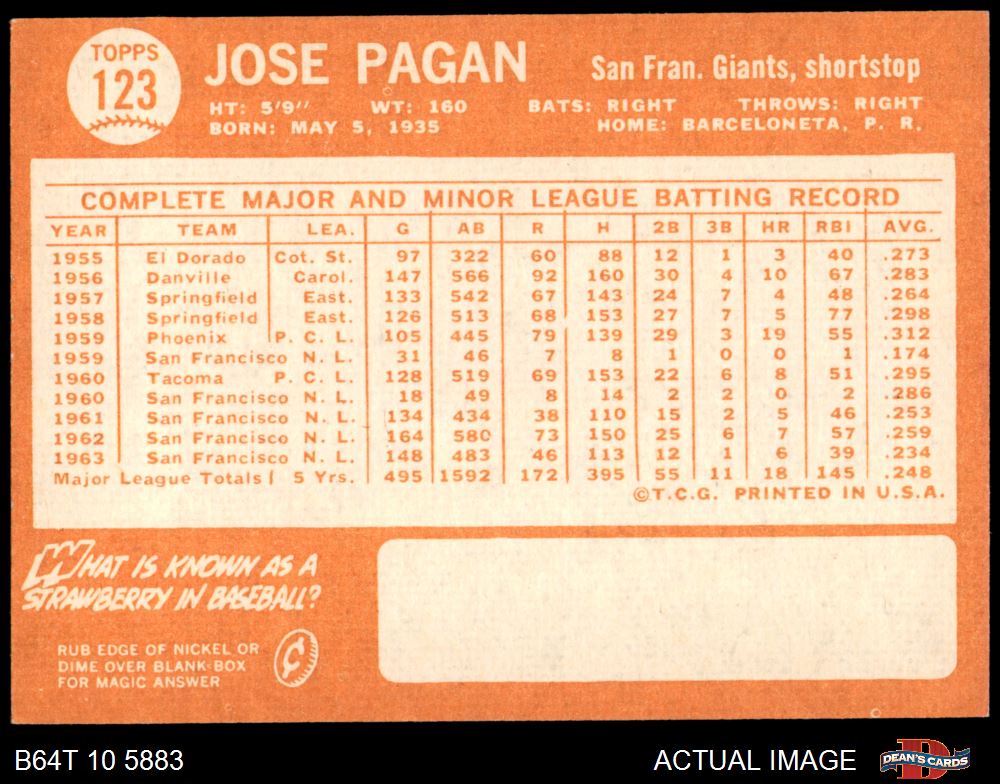 TOPPS
123
JOSE PAGAN
San Fran. Giants, shortstop
HT: 5'9" WT: 160 BATS: RIGHT THROWS: RIGHT
BORN: MAY 5, 1935 HOME: BARCELONETA, P. R.
COMPLETE MAJOR AND MINOR LEAGUE BATTING RECORD
YEAR TEAM LEA. G AB R H 2B 3B HR RBI AVG.
1955 El Dorado Cot. St. 97 322 60 88 12 1 3 40 .273
1956 Danville Carol. 147 566 92 160 30 4 10 67 .283
1957 Springfield East. 133 542 67 143 24 7 4 48 .264
1958 Springfield East. 126 513 68 153 27 7 5 77 .298
1959 Phoenix P. C. L. 105 445 79 139 29 3 19 55 .312
1959 San Francisco N. L. 31 46 7 8 1 0 0 1 .174
1960 Tacoma P. C. L. 128 519 69 153 22 6 8 51 .295
1960 San Francisco N. L. 18 49 8 14 2 2 0 2 .286
1961 San Francisco N. L. 134 434 38 110 15 2 5 46 .253
1962 San Francisco N. L. 164 580 73 150 25 6 7 57 .259
1963 San Francisco N. L. 148 483 46 113 12 1 6 39 .234
Major League Totals 5 Yrs. 495 1592 172 395 55 11 18 145 .248
©T.C.G. PRINTED IN U.S.A.
WHAT IS KNOWN AS A
STRAWBERRY IN BASEBALL?
RUB EDGE OF NICKEL OR
DIME OVER BLANK BOX
FOR MAGIC ANSWER
¢
B64T 10 5883
ACTUAL IMAGE
D
DEAN'S CARDS